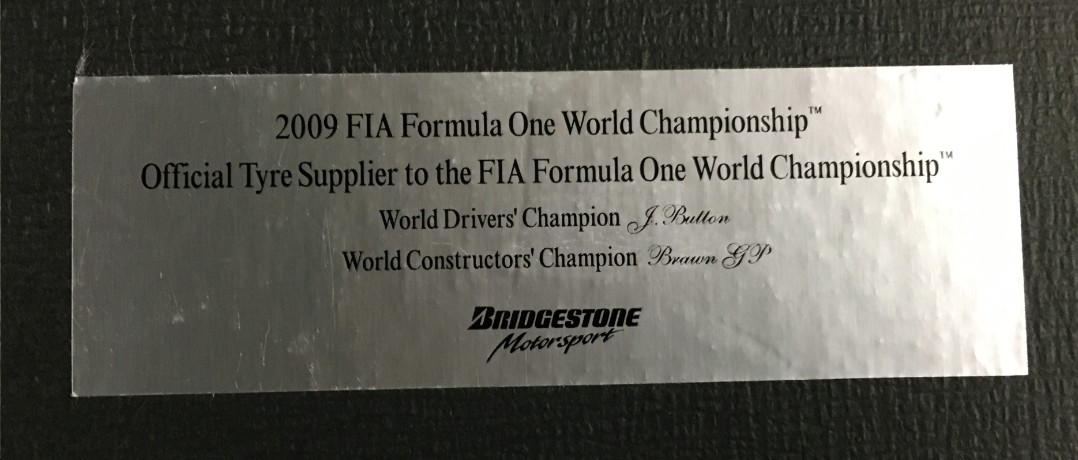 2009 FIA Formula One World Championship™
Official Tyre Supplier to the FIA Formula One World Championship™
World Drivers' Champion J. Button
World Constructors' Champion Brawn GP
BRIDGESTONE
Motorsport